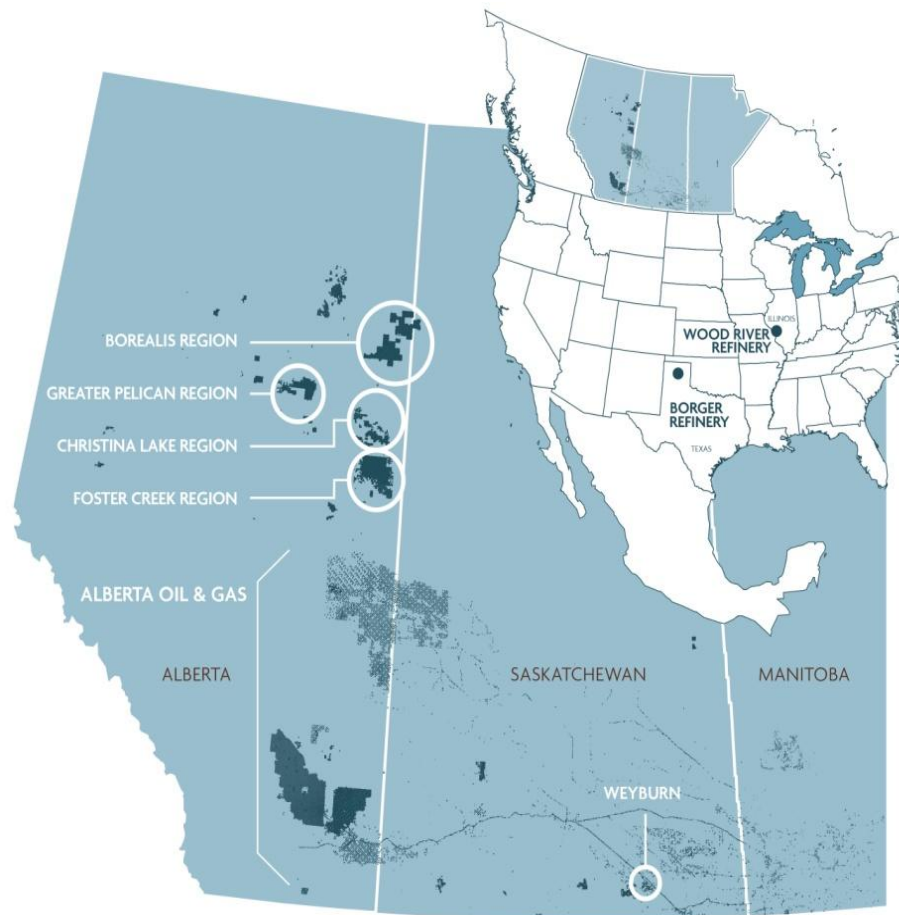 ILLINOIS
WOOD RIVER
REFINERY
BORGER
REFINERY
TEXAS
BOREALIS REGION
GREATER PELICAN REGION
CHRISTINA LAKE REGION
FOSTER CREEK REGION
ALBERTA OIL & GAS
ALBERTA
SASKATCHEWAN
MANITOBA
WEYBURN